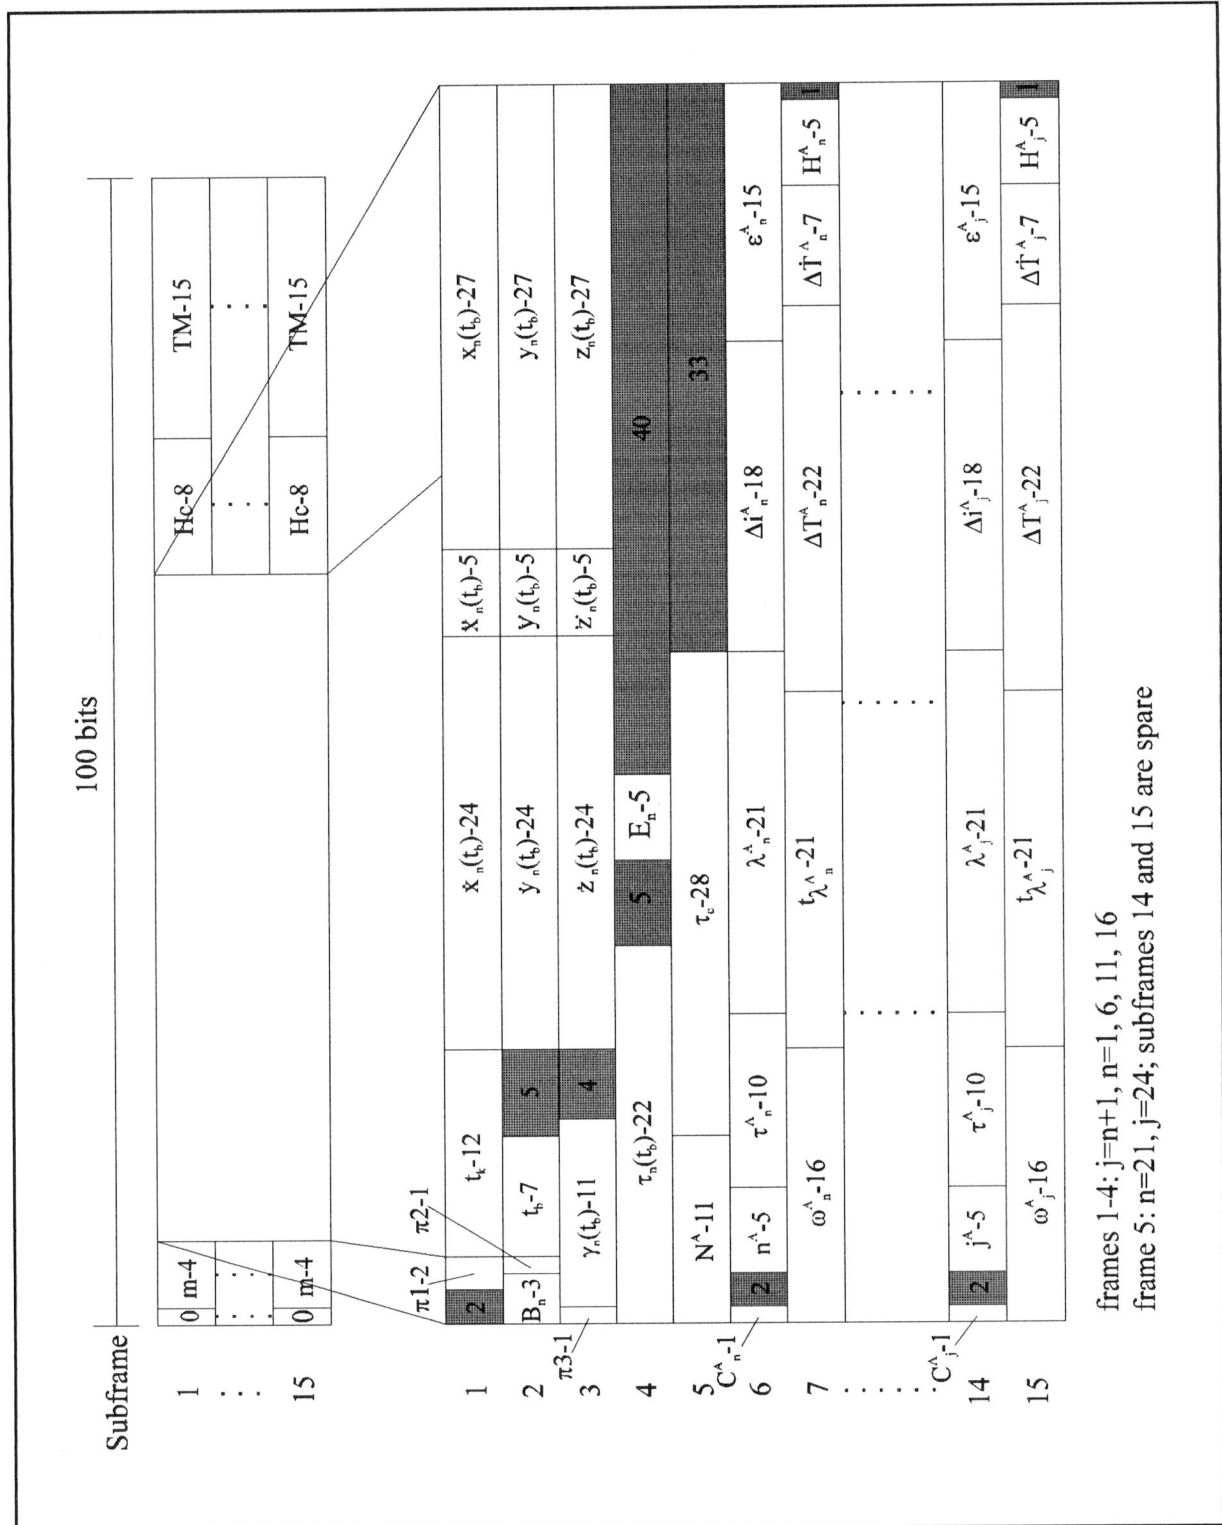 100 bits
Subframe
1 0 m-4 Hc-8 TM-15
: : . . . . . . . . . . . .
15 0 m-4 Hc-8 TM-15
π1-2 π2-1
1 2 t_k-12 ẋ_n(t_b)-24 ẍ_n(t_b)-5 x_n(t_b)-27
2 B_n-3 t_b-7 5 ẏ_n(t_b)-24 ÿ_n(t_b)-5 y_n(t_b)-27
π3-1
3 γ_n(t_b)-11 4 ż_n(t_b)-24 z̈_n(t_b)-5 z_n(t_b)-27
4 τ_n(t_b)-22 5 E_n-5 40
5 N^A-11 τ_c-28 33
C^A_n-1
6 2 n^A-5 τ^A_n-10 λ^A_n-21 Δi^A_n-18 ε^A_n-15
7 ω^A_n-16 t_λ^A_n-21 ΔT^A_n-22 ΔṪ^A_n-7 H^A_n-5 1
. . . . . .
C^A_j-1
14 2 j^A-5 τ^A_j-10 λ^A_j-21 Δi^A_j-18 ε^A_j-15
15 ω^A_j-16 t_λ^A_j-21 ΔT^A_j-22 ΔṪ^A_j-7 H^A_j-5 1
frames 1-4: j=n+1, n=1, 6, 11, 16
frame 5: n=21, j=24; subframes 14 and 15 are spare